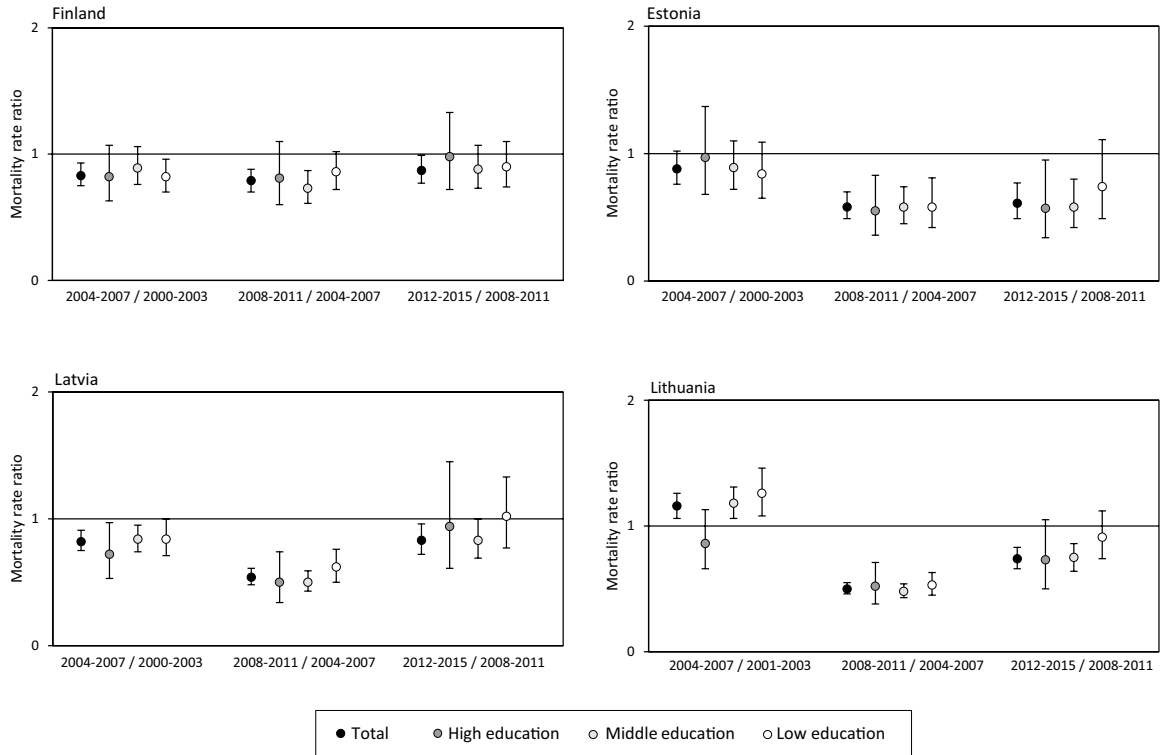 Finland
2
1
0
Mortality rate ratio
2004-2007 / 2000-2003
2008-2011 / 2004-2007
2012-2015 / 2008-2011
Estonia
2
1
0
Mortality rate ratio
2004-2007 / 2000-2003
2008-2011 / 2004-2007
2012-2015 / 2008-2011
Latvia
2
1
0
Mortality rate ratio
2004-2007 / 2000-2003
2008-2011 / 2004-2007
2012-2015 / 2008-2011
Lithuania
2
1
0
Mortality rate ratio
2004-2007 / 2001-2003
2008-2011 / 2004-2007
2012-2015 / 2008-2011
Total High education Middle education Low education